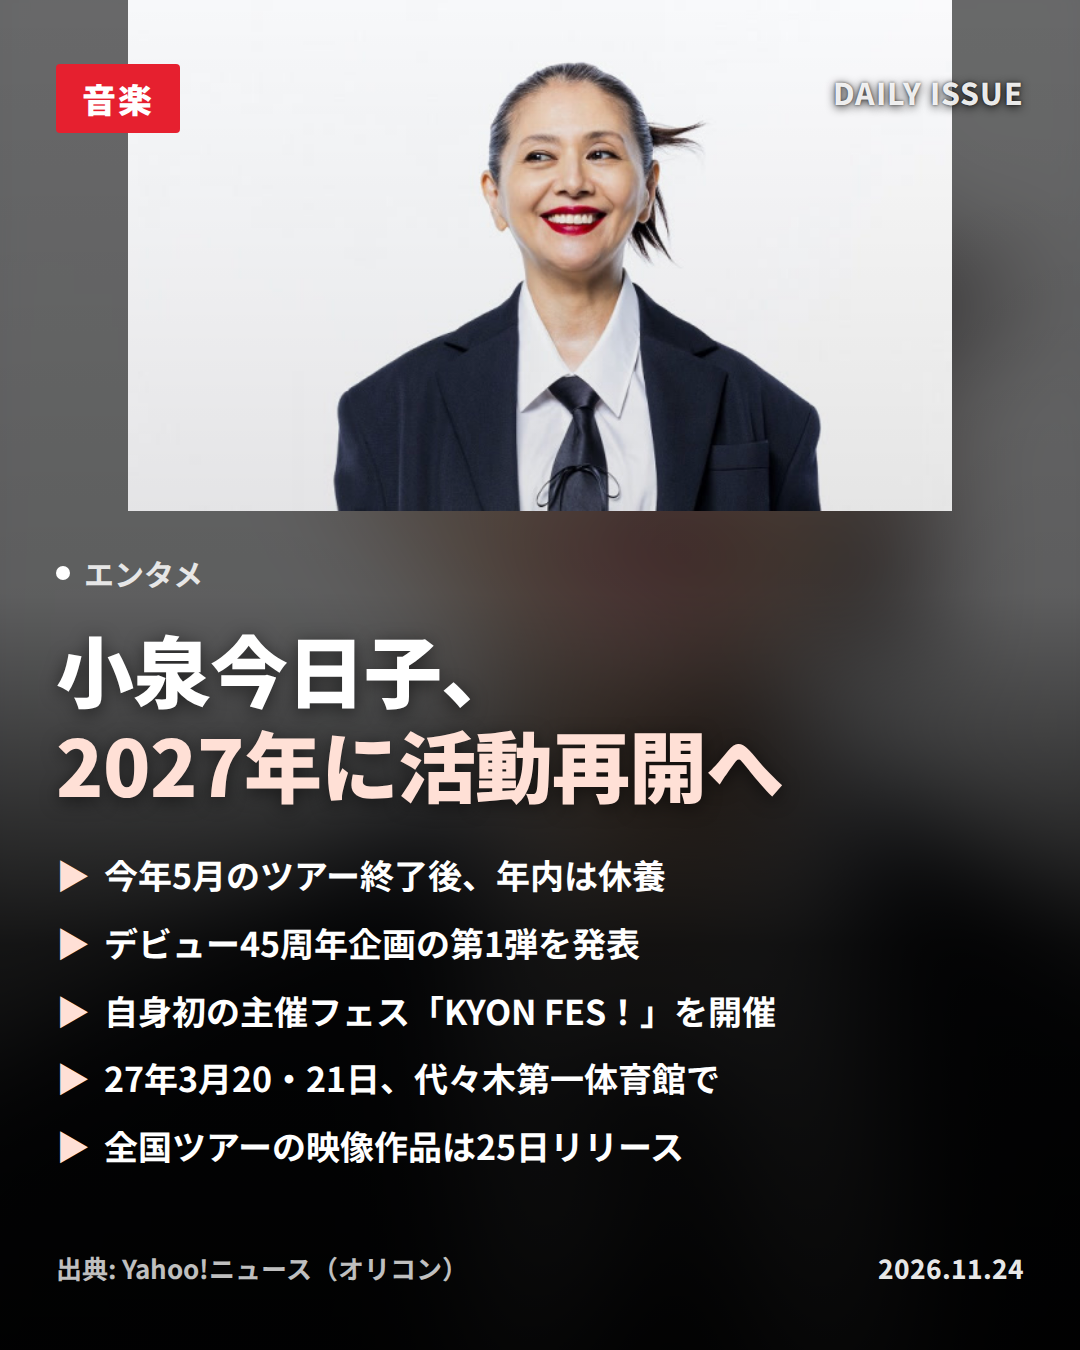 音楽
DAILY ISSUE
エンタメ
小泉今日子、
2027年に活動再開へ
▶ 今年5月のツアー終了後、年内は休養
▶ デビュー45周年企画の第1弾を発表
▶ 自身初の主催フェス「KYON FES！」を開催
▶ 27年3月20・21日、代々木第一体育館で
▶ 全国ツアーの映像作品は25日リリース
出典: Yahoo!ニュース（オリコン）
2026.11.24